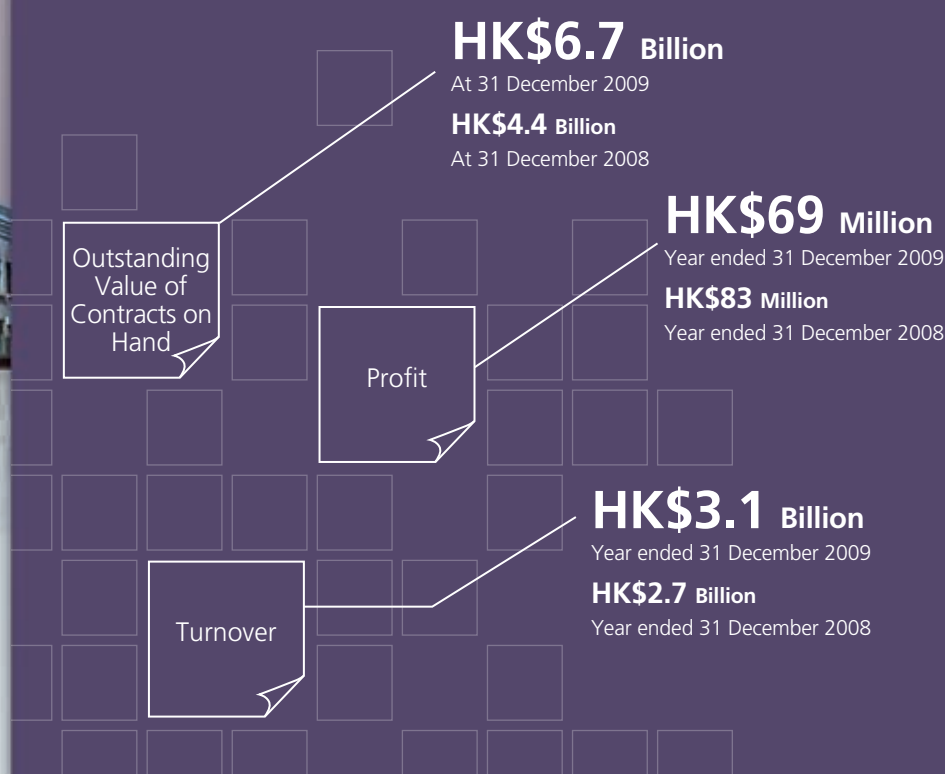 HK$6.7 Billion
At 31 December 2009
HK$4.4 Billion
At 31 December 2008
Outstanding
Value of
Contracts on
Hand
HK$69 Million
Year ended 31 December 2009
HK$83 Million
Year ended 31 December 2008
Profit
HK$3.1 Billion
Year ended 31 December 2009
HK$2.7 Billion
Year ended 31 December 2008
Turnover